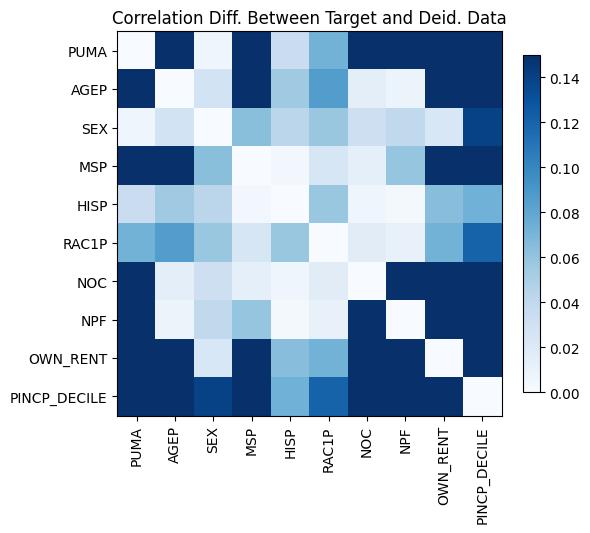 Correlation Diff. Between Target and Deid. Data
PUMA
AGEP
SEX
MSP
HISP
RAC1P
NOC
NPF
OWN_RENT
PINCP_DECILE
PUMA
AGEP
SEX
MSP
HISP
RAC1P
NOC
NPF
OWN_RENT
PINCP_DECILE
0.14
0.12
0.10
0.08
0.06
0.04
0.02
0.00